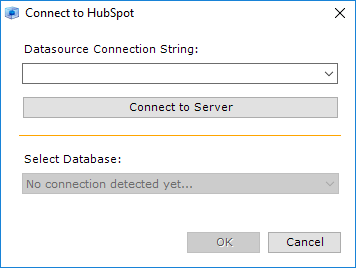 Connect to HubSpot
Datasource Connection String:
Connect to Server
Select Database:
No connection detected yet...
OK
Cancel